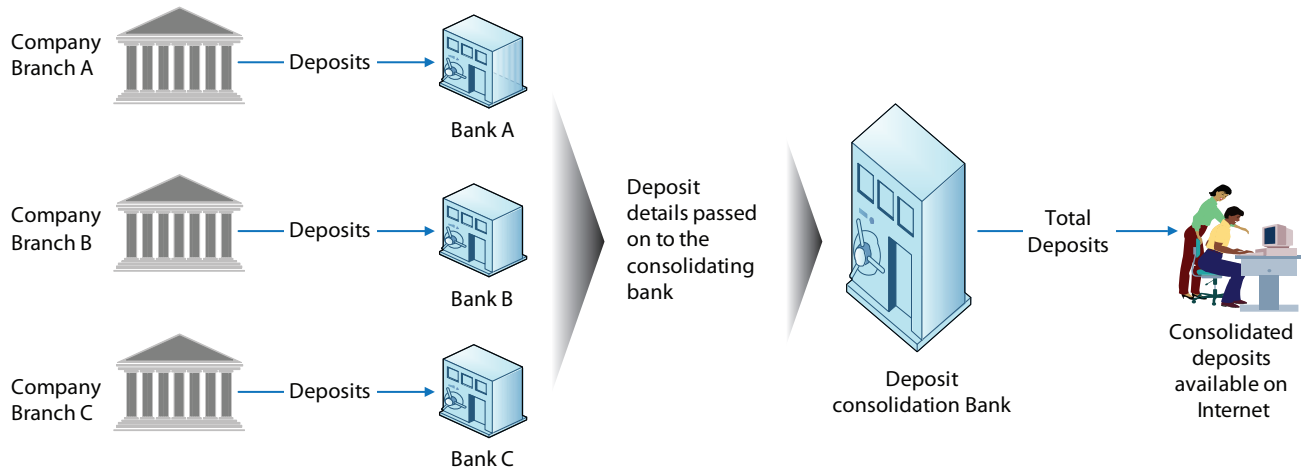 Company
Branch A
Deposits
Bank A
Company
Branch B
Deposits
Bank B
Company
Branch C
Deposits
Bank C
Deposit
details passed
on to the
consolidating
bank
Deposit
consolidation Bank
Total
Deposits
Consolidated
deposits
available on
Internet